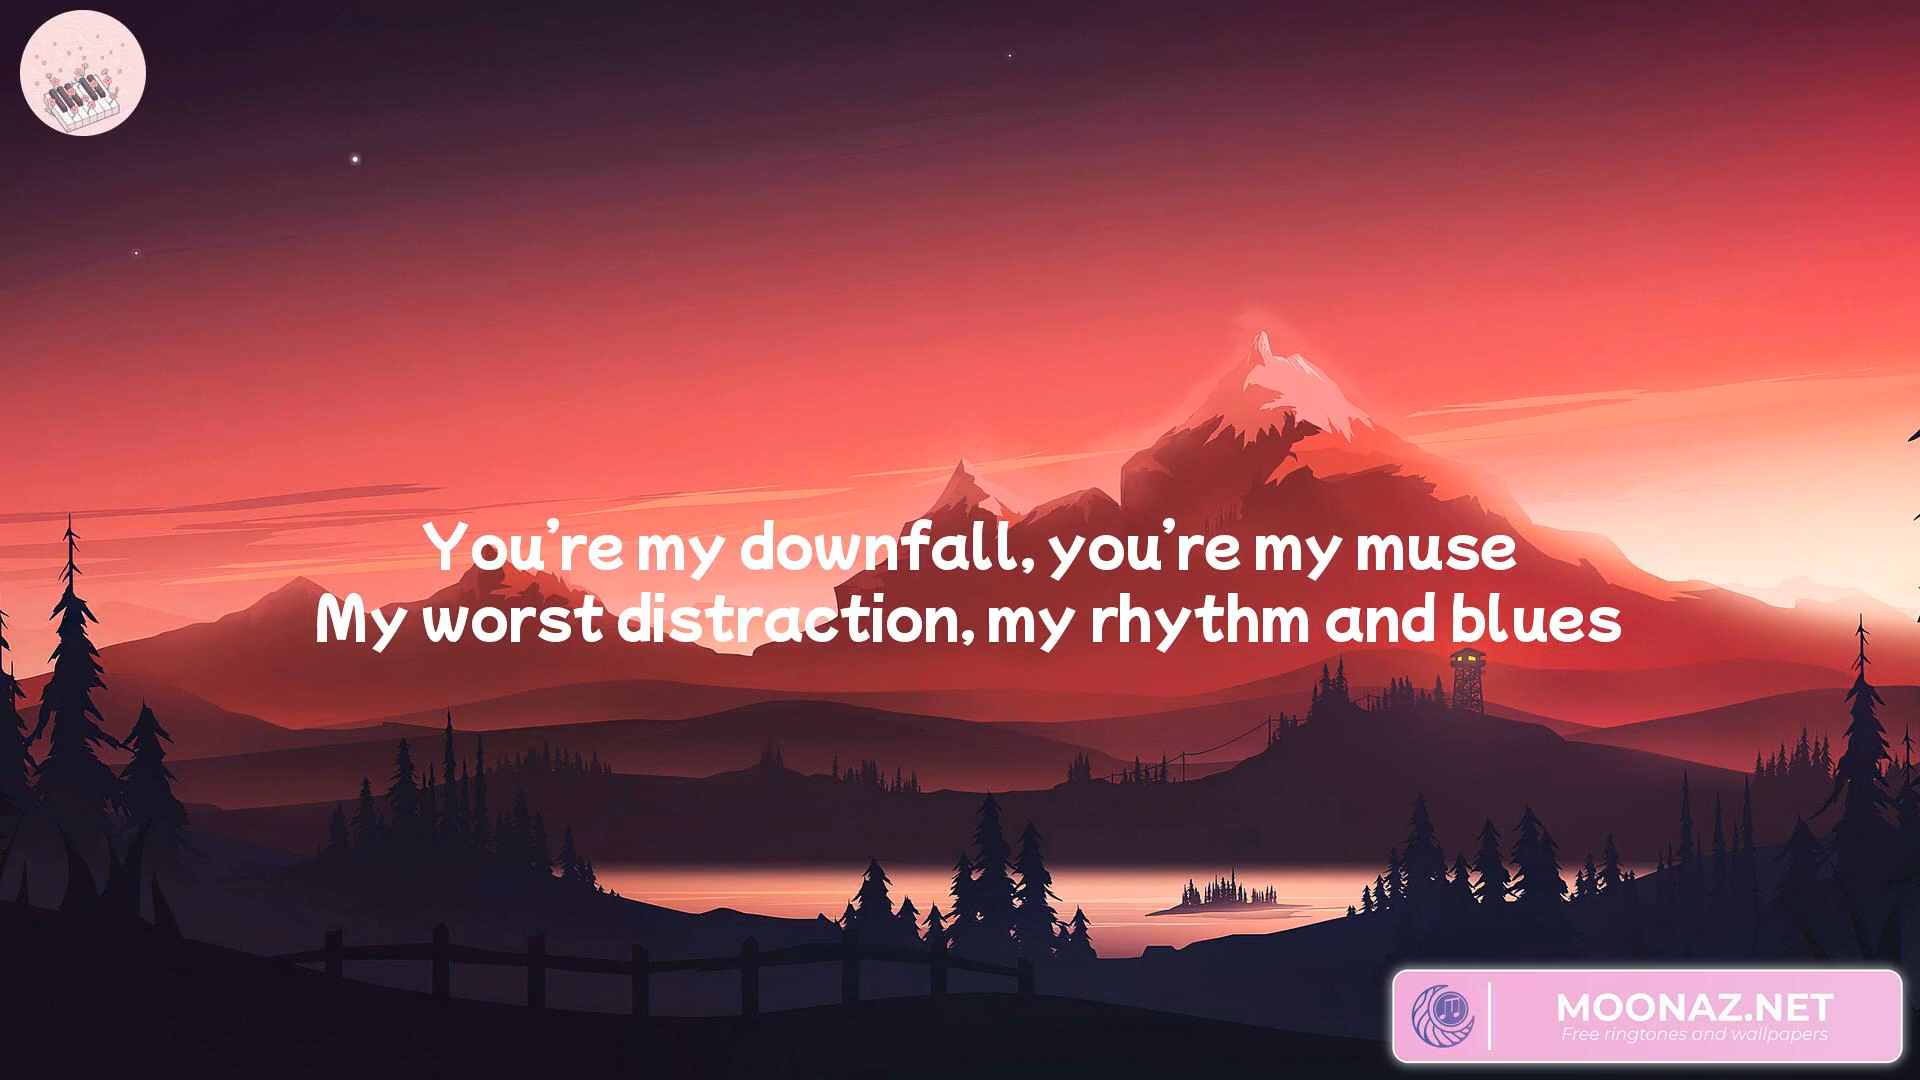 You're my downfall, you're my muse
My worst distraction, my rhythm and blues
MOONAZ.NET
Free ringtones and wallpapers